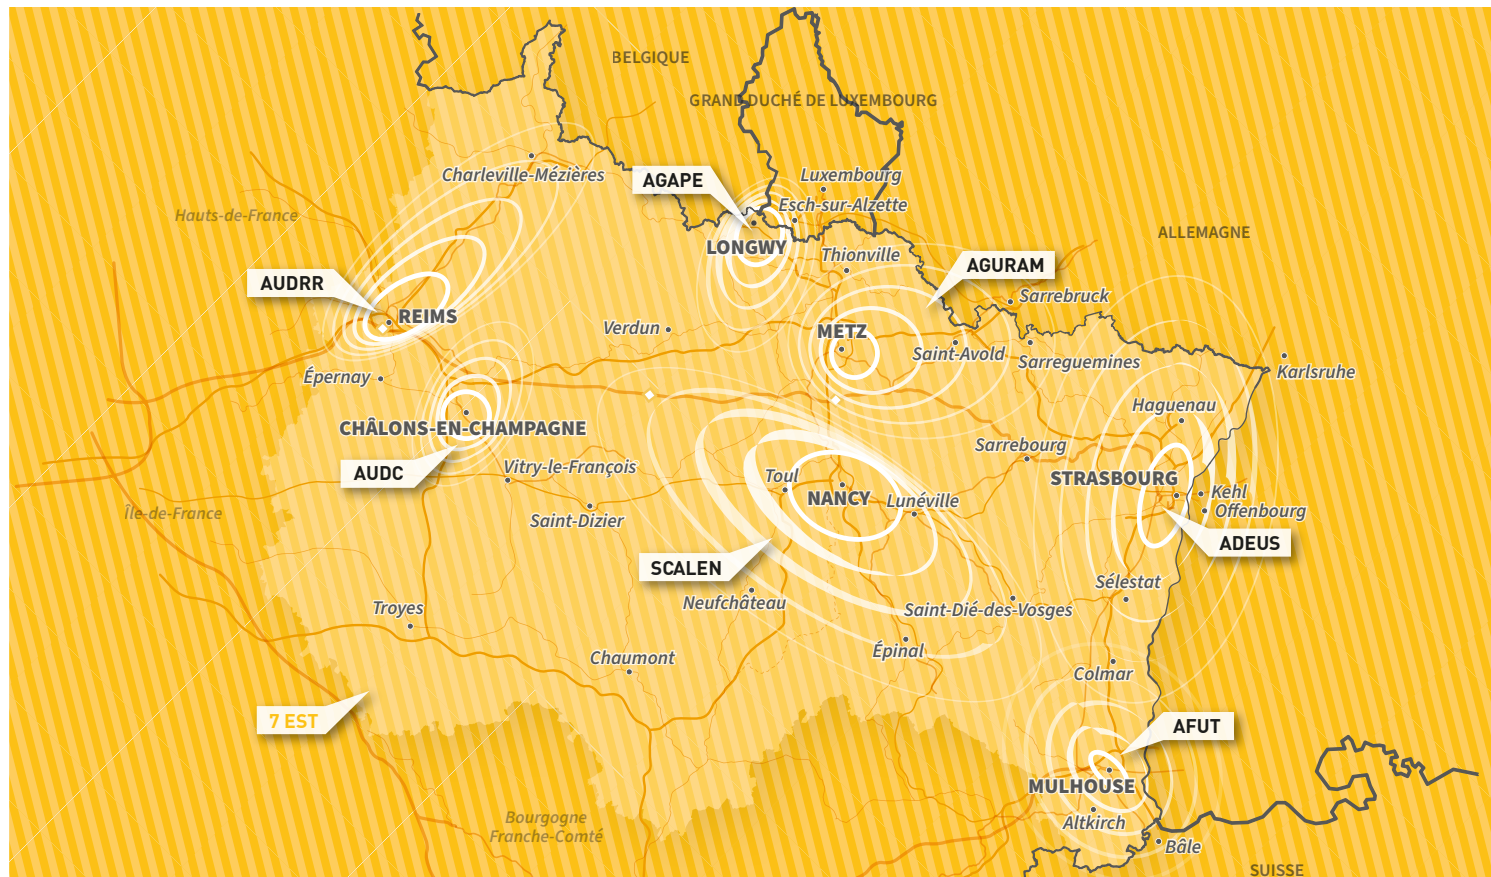 BELGIQUE
GRAND DUCHÉ DE LUXEMBOURG
Charleville-Mézières
AGAPE
Luxembourg
Esch-sur-Alzette
Hauts-de-France
LONGWY
ALLEMAGNE
Thionville
AGURAM
AUDRR
Sarrebruck
REIMS
Verdun
METZ
Saint-Avold
Sarreguemines
Épernay
Karlsruhe
Haguenau
CHÂLONS-EN-CHAMPAGNE
Sarrebourg
AUDC
Vitry-le-François
Toul
NANCY
Lunéville
STRASBOURG
Kehl
Offenbourg
Île-de-France
Saint-Dizier
ADEUS
SCALEN
Sélestat
Neufchâteau
Saint-Dié-des-Vosges
Troyes
Épinal
Chaumont
Colmar
7 EST
AFUT
MULHOUSE
Bourgogne
Franche-Comté
Altkirch
Bâle
SUISSE